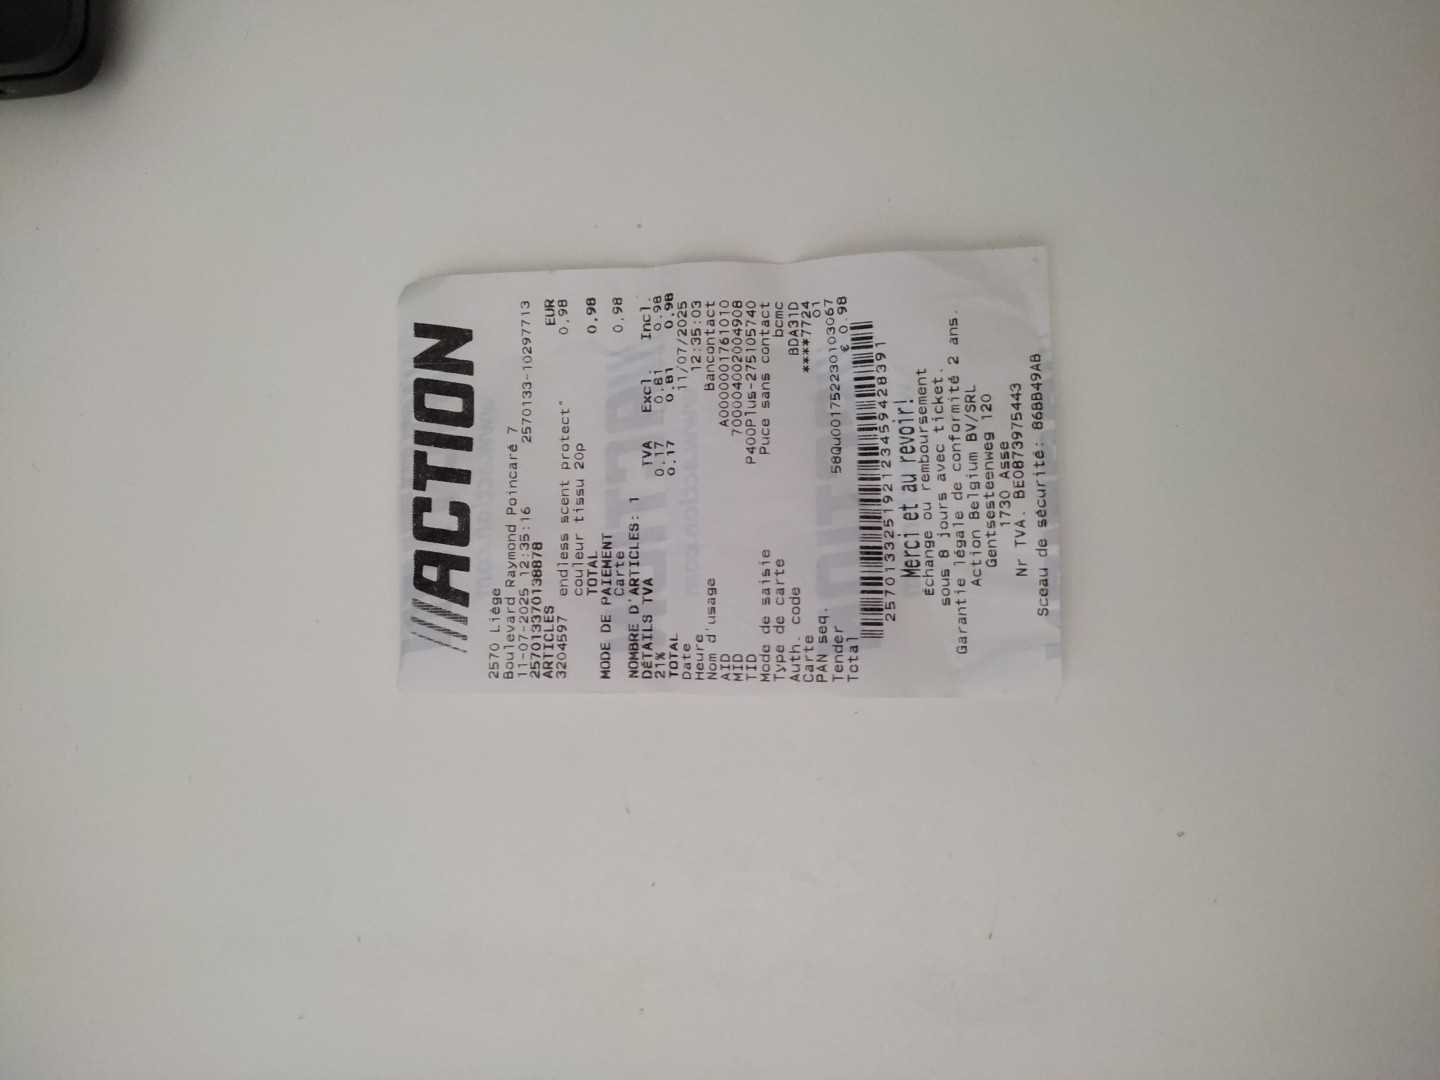 ///ACTION
2570 Liége
Boulevard Raymond Poincaré 7
11-07-2025 12:35:16 2570133-10297713
2570133370138878
ARTICLES EUR
3204597 endless scent protect° 0,98
couleur tissu 20p
TOTAL 0.98
MODE DE PAIEMENT
Carte 0,98
NOMBRE D'ARTICLES: 1
DÉTAILS TVA TVA Excl. Incl.
21% 0.17 0.81 0.98
TOTAL 0.17 0.81 0.98
Date 11/07/2025
Heure 12:35:03
Nom d'usage Bancontact
AID A0000001761010
MID 700004002004908
TID P400Plus-275105740
Mode de saisie Puce sans contact
Type de carte bcmc
Auth. code BDA31D
Carte ****7724
PAN seq. 01
Tender 58Qu001752230103067
Total € 0.98
257013325192123459428391
Merci et au revoir!
Échange ou remboursement
sous 8 jours avec ticket.
Garantie légale de conformité 2 ans.
Action Belgium BV/SRL
Gentsesteenweg 120
1730 Asse
Nr TVA. BE0873975443
Sceau de sécurité: 86BB49AB